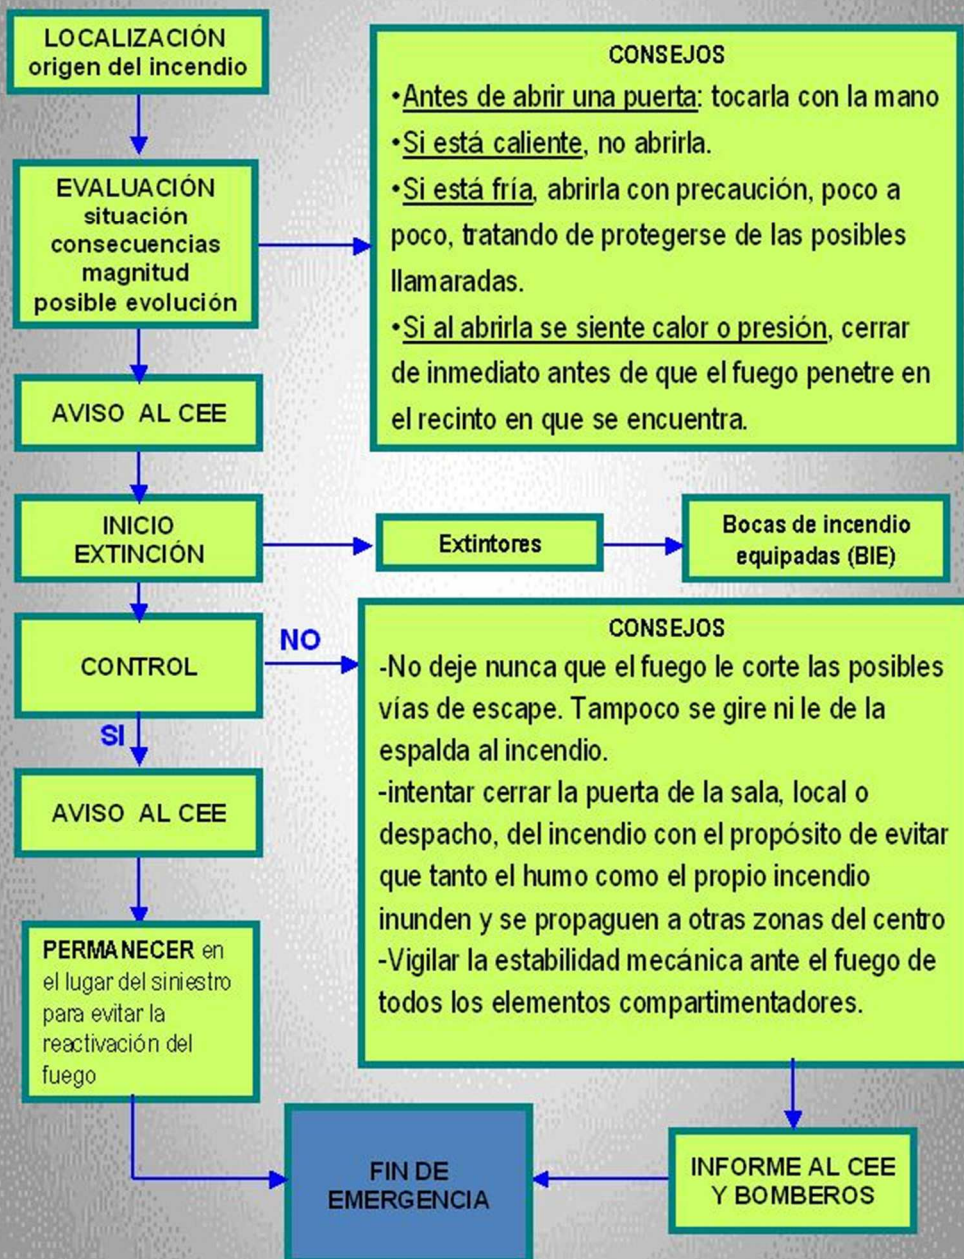 LOCALIZACIÓN
origen del incendio
CONSEJOS
•Antes de abrir una puerta: tocarla con la mano
•Si está caliente, no abrirla.
•Si está fría, abrirla con precaución, poco a
poco, tratando de protegerse de las posibles
llamaradas.
•Si al abrirla se siente calor o presión, cerrar
de inmediato antes de que el fuego penetre en
el recinto en que se encuentra.
EVALUACIÓN
situación
consecuencias
magnitud
posible evolución
AVISO AL CEE
INICIO
EXTINCIÓN
Extintores
Bocas de incendio
equipadas (BIE)
CONTROL
NO
CONSEJOS
-No deje nunca que el fuego le corte las posibles
vías de escape. Tampoco se gire ni le de la
espalda al incendio.
-intentar cerrar la puerta de la sala, local o
despacho, del incendio con el propósito de evitar
que tanto el humo como el propio incendio
inunden y se propaguen a otras zonas del centro
-Vigilar la estabilidad mecánica ante el fuego de
todos los elementos compartimentadores.
SI
AVISO AL CEE
PERMANECER en
el lugar del siniestro
para evitar la
reactivación del
fuego
FIN DE
EMERGENCIA
INFORME AL CEE
Y BOMBEROS